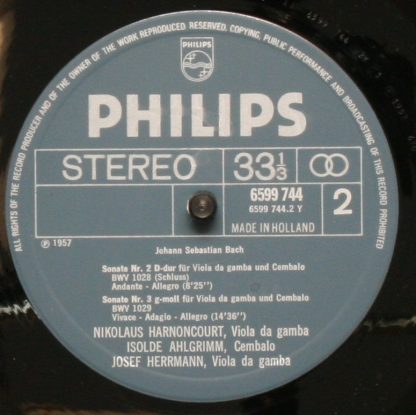 ALL RIGHTS OF THE RECORD PRODUCER AND OF THE OWNER OF THE WORK REPRODUCED RESERVED. COPYING, PUBLIC PERFORMANCE AND BROADCASTING OF THIS RECORD PROHIBITED
PHILIPS
PHILIPS
STEREO 33 1/3
6599 744
6599 744.2 Y
2
MADE IN HOLLAND
℗ 1957
Johann Sebastian Bach
Sonate Nr. 2 D-dur für Viola da gamba und Cembalo
BWV 1028 (Schluss)
Andante - Allegro (8'25'')
Sonate Nr. 3 g-moll für Viola da gamba und Cembalo
BWV 1029
Vivace - Adagio - Allegro (14'36'')
NIKOLAUS HARNONCOURT, Viola da gamba
ISOLDE AHLGRIMM, Cembalo
JOSEF HERRMANN, Viola da gamba